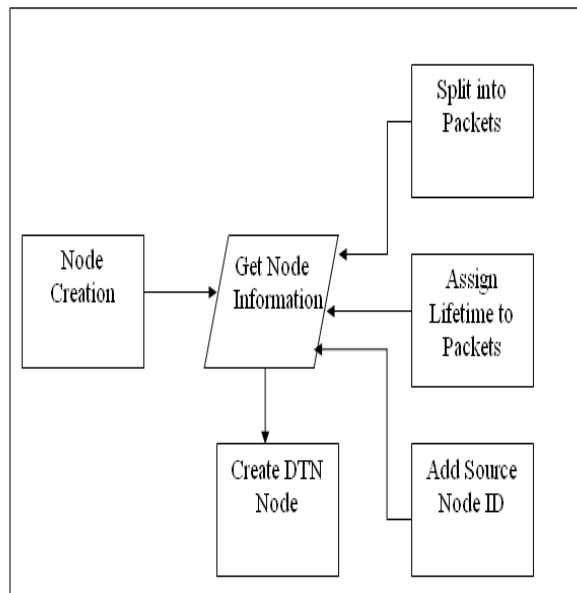 Split into
Packets
Node
Creation
Get Node
Information
Assign
Lifetime to
Packets
Create DTN
Node
Add Source
Node ID